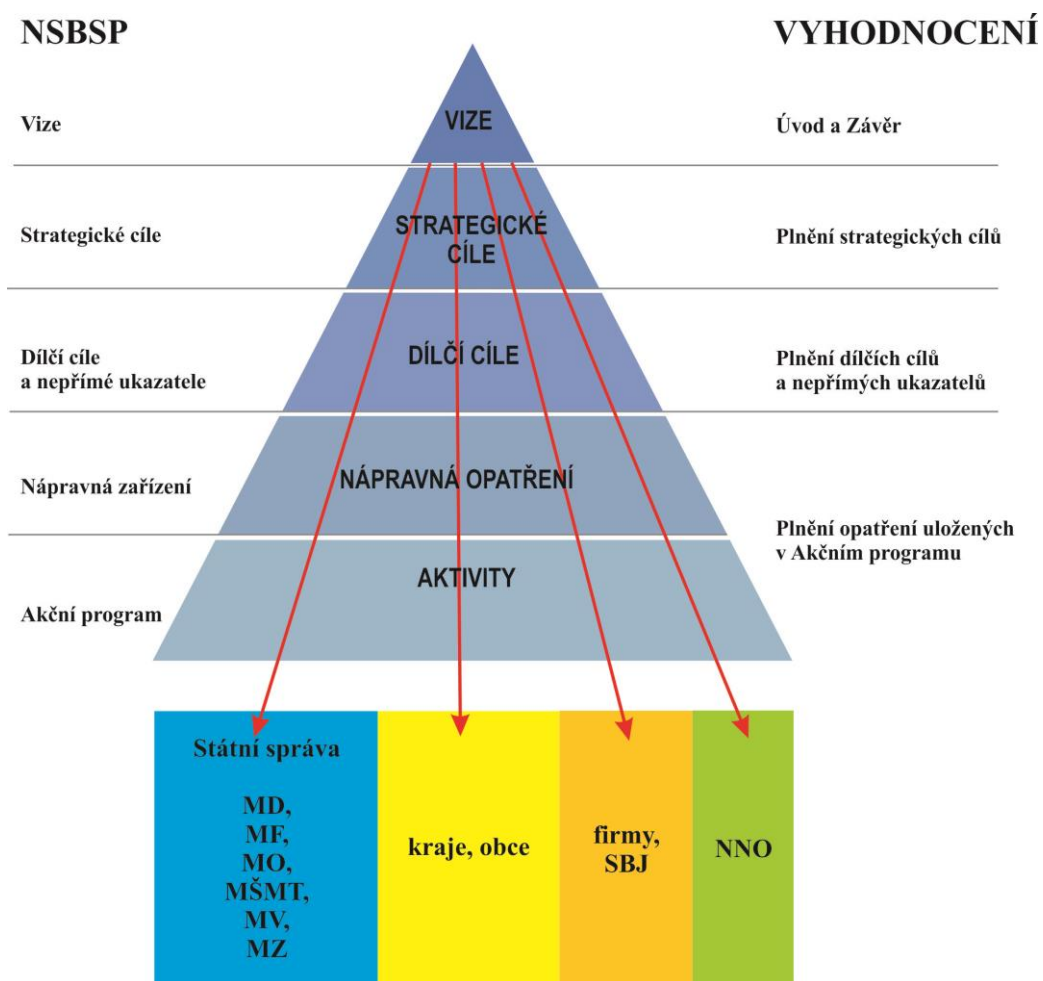 NSBSP
VYHODNOCENÍ
Vize
VIZE
Úvod a Závěr
Strategické cíle
STRATEGICKÉ
CÍLE
Plnění strategických cílů
Dílčí cíle
a nepřímé ukazatele
DÍLČÍ CÍLE
Plnění dílčích cílů
a nepřímých ukazatelů
Nápravná zařízení
NÁPRAVNÁ OPATŘENÍ
Plnění opatření uložených
v Akčním programu
Akční program
AKTIVITY
Státní správa
MD,
MF,
MO,
MŠMT,
MV,
MZ
kraje, obce
firmy,
SBJ
NNO